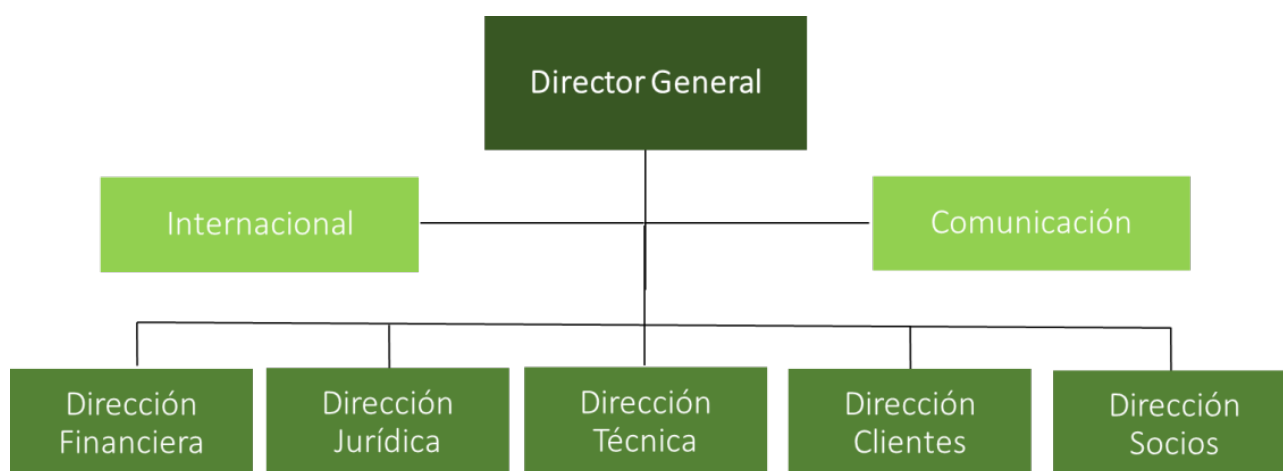 Director General
Internacional
Comunicación
Dirección
Financiera
Dirección
Jurídica
Dirección
Técnica
Dirección
Clientes
Dirección
Socios